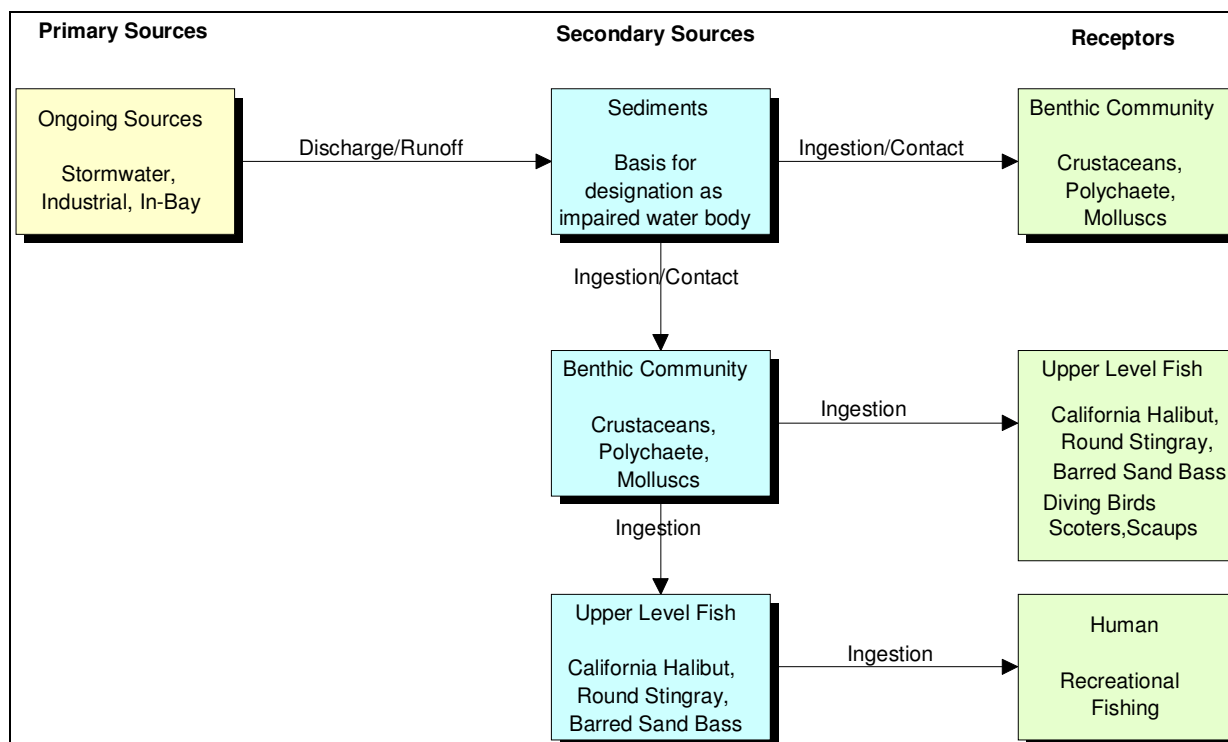 Primary Sources
Secondary Sources
Receptors
Ongoing Sources
Stormwater,
Industrial, In-Bay
Discharge/Runoff
Sediments
Basis for
designation as
impaired water body
Ingestion/Contact
Benthic Community
Crustaceans,
Polychaete,
Molluscs
Ingestion/Contact
Benthic Community
Crustaceans,
Polychaete,
Molluscs
Ingestion
Upper Level Fish
California Halibut,
Round Stingray,
Barred Sand Bass
Diving Birds
Scoters,Scaups
Ingestion
Upper Level Fish
California Halibut,
Round Stingray,
Barred Sand Bass
Ingestion
Human
Recreational
Fishing